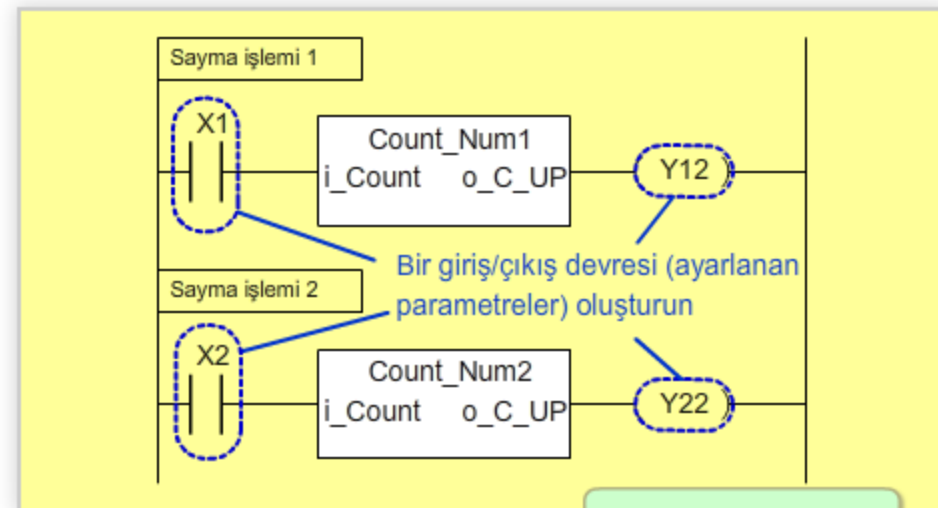 Sayma işlemi 1
X1
Count_Num1
i_Count o_C_UP
Y12
Bir giriş/çıkış devresi (ayarlanan
parametreler) oluşturun
Sayma işlemi 2
X2
Count_Num2
i_Count o_C_UP
Y22